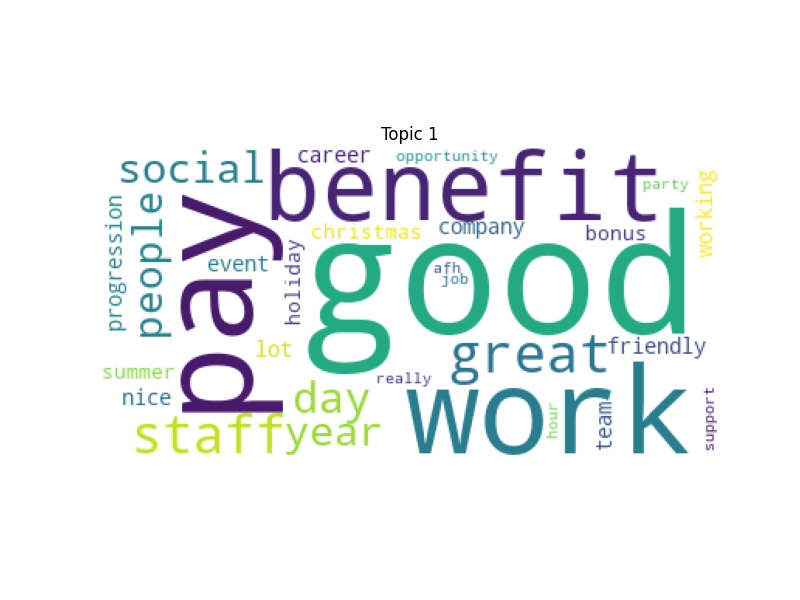 Topic 1
career
opportunity
social
benefit
party
working
progression
people
pay
christmas
company
bonus
event
holiday
good
afh
job
lot
great
friendly
summer
nice
really
day
work
staff
year
hour
team
support